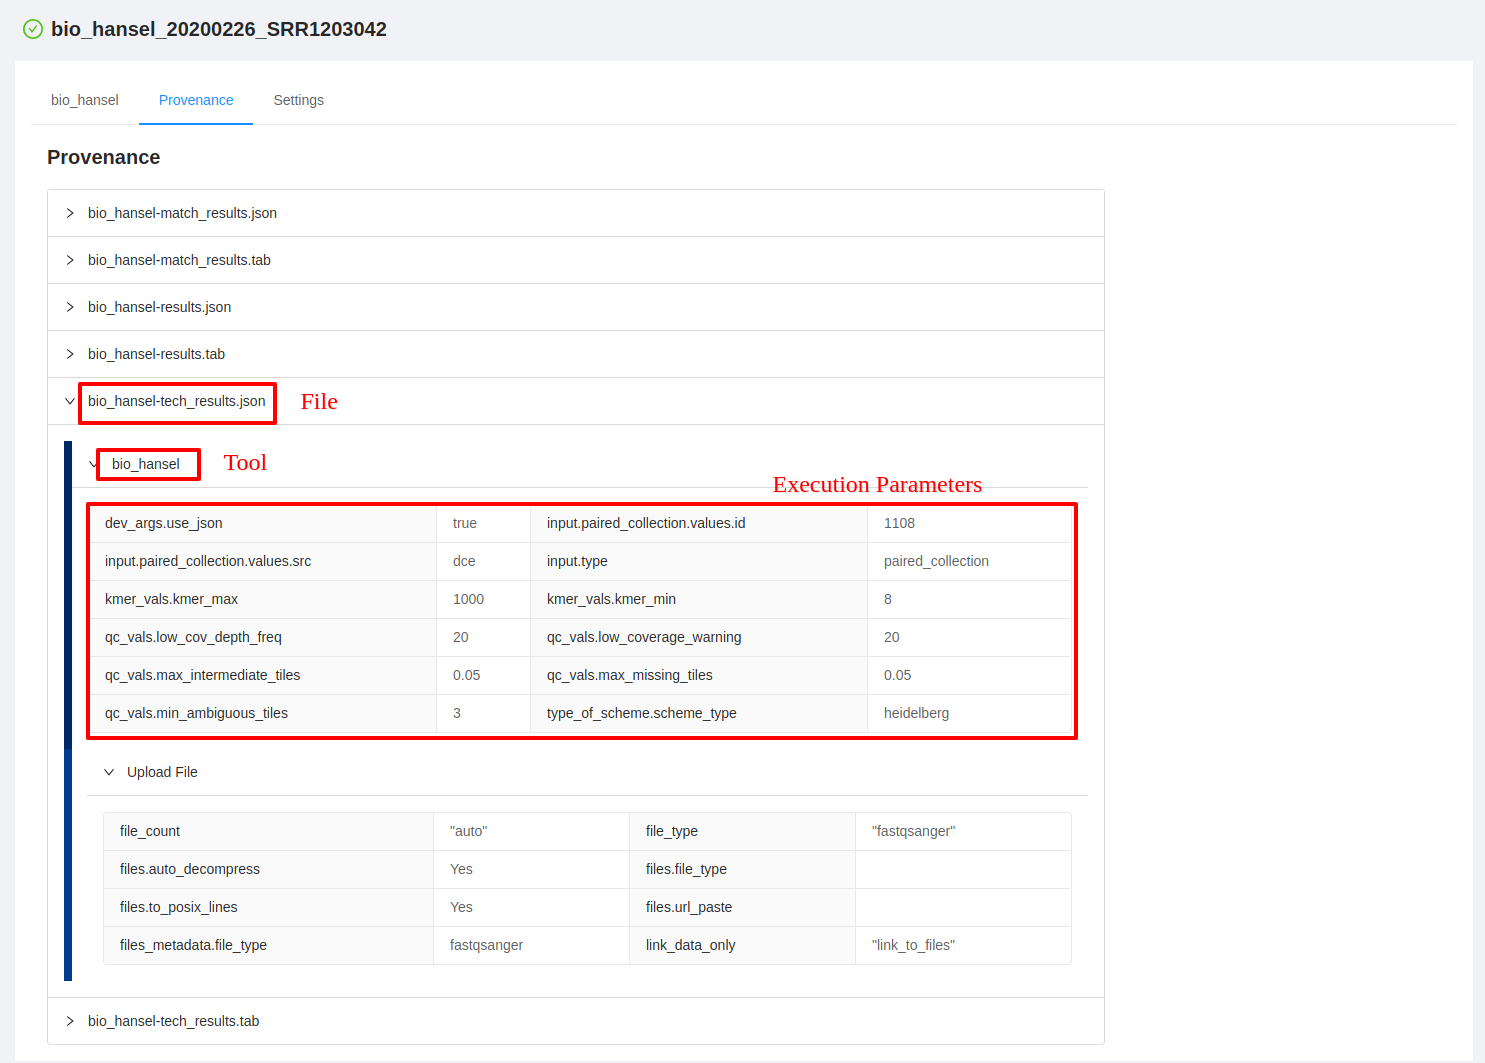 bio_hansel_20200226_SRR1203042
bio_hansel Provenance Settings
Provenance
bio_hansel-match_results.json
bio_hansel-match_results.tab
bio_hansel-results.json
bio_hansel-results.tab
bio_hansel-tech_results.json File
bio_hansel Tool
Execution Parameters
dev_args.use_json true input.paired_collection.values.id 1108
input.paired_collection.values.src dce input.type paired_collection
kmer_vals.kmer_max 1000 kmer_vals.kmer_min 8
qc_vals.low_cov_depth_freq 20 qc_vals.low_coverage_warning 20
qc_vals.max_intermediate_tiles 0.05 qc_vals.max_missing_tiles 0.05
qc_vals.min_ambiguous_tiles 3 type_of_scheme.scheme_type heidelberg
Upload File
file_count "auto" file_type "fastqsanger"
files.auto_decompress Yes files.file_type
files.to_posix_lines Yes files.url_paste
files_metadata.file_type fastqsanger link_data_only "link_to_files"
bio_hansel-tech_results.tab